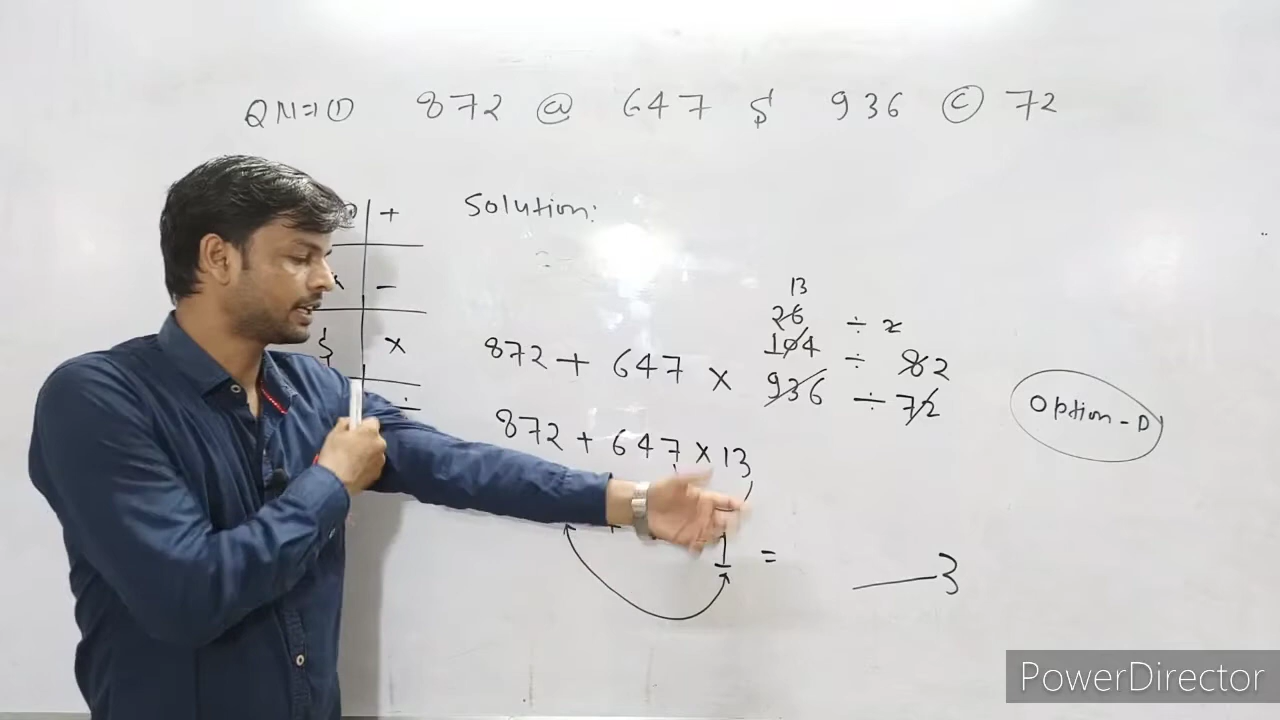 QN=① 872 @ 647 $ 936 © 72
+
Solution:
-
13
26 ÷ 2
$ ×
104 ÷ 82
872 + 647 × 936 ÷ 72
Option-D
872 + 647 × 13
1 = 3
PowerDirector